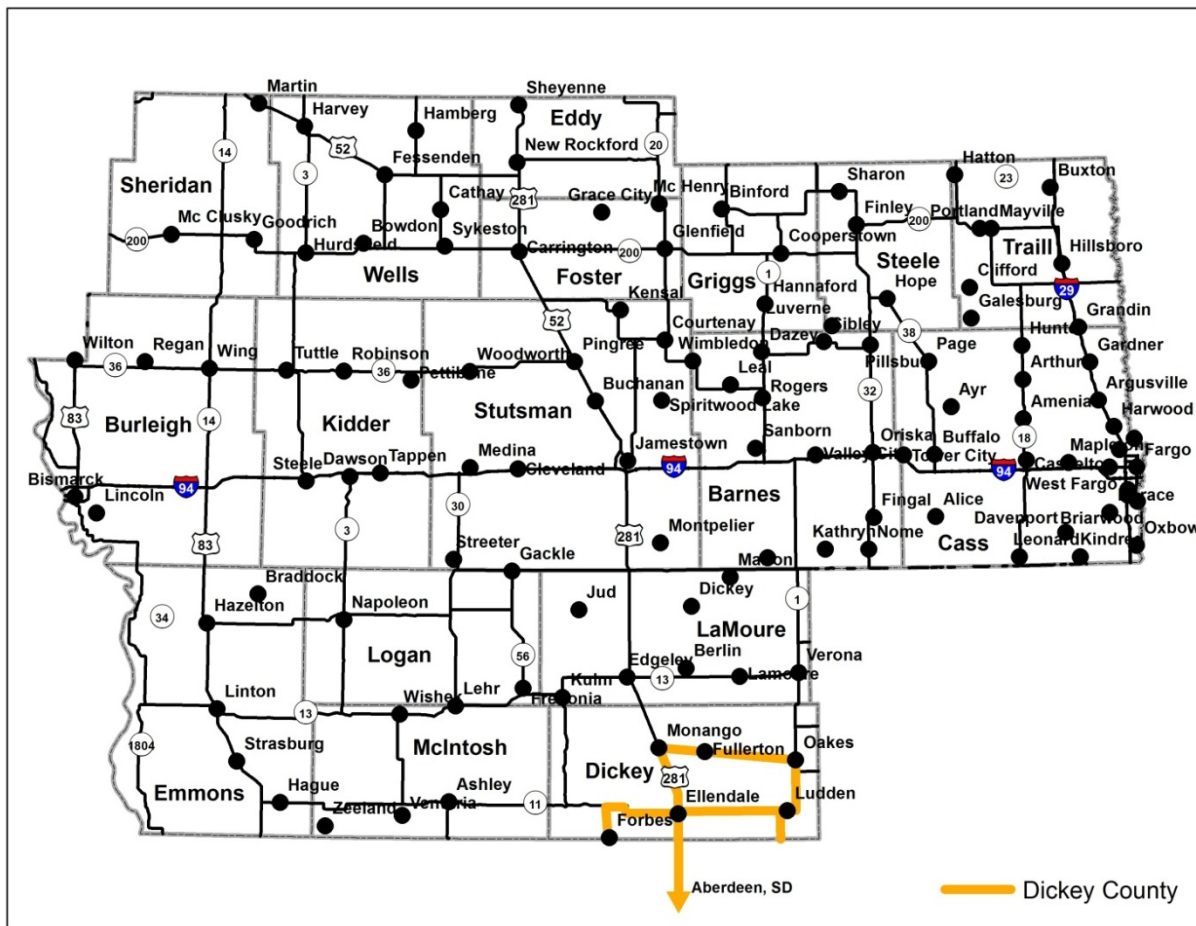 Martin
Sheyenne
Harvey
Hamberg
Eddy
20
14
52
New Rockford
Hatton
3
Fessenden
23
Buxton
Sheridan
Cathay
281
Grace City
Mc Henry
Binford
Sharon
Mc Clusky
Goodrich
Bowdon
Sykeston
Finley
200
Portland
Mayville
200
Hurdsfield
Carrington
200
Glenfield
Cooperstown
Traill
Hillsboro
Wells
Foster
Griggs
1
Steele
Clifford
Kensal
Hannaford
Hope
29
Luverne
Galesburg
Grandin
52
Courtenay
Dazey
Sibley
38
Hunter
Wilton
Regan
Wing
Tuttle
Robinson
Woodworth
Pingree
Wimbledon
Pillsbury
Page
Arthur
Gardner
36
36
Pettibone
Leal
Argusville
83
Buchanan
Rogers
32
Ayr
Amenia
Burleigh
14
Kidder
Stutsman
Spiritwood Lake
Harwood
Sanborn
Oriska
Buffalo
18
Mapleton
Steele
Dawson
Tappen
Medina
Cleveland
Jamestown
94
Valley City
Tower City
94
Casselton
Fargo
Bismarck
Lincoln
94
West Fargo
Barnes
Horace
30
Fingal
Alice
Davenport
Briarwood
Oxbow
83
3
281
Montpelier
Kathryn
Nome
Cass
Leonard
Kindred
Streeter
Gackle
Marion
Braddock
Jud
Dickey
1
34
Hazelton
Napoleon
LaMoure
Logan
56
Berlin
Edgeley
Verona
Kulm
13
Lamoure
Linton
13
Wishek
Lehr
Fredonia
1804
Strasburg
McIntosh
Monango
Fullerton
Oakes
Emmons
Hague
Ashley
Dickey
281
Ellendale
Ludden
Zeeland
Venturia
11
Forbes
Aberdeen, SD
Dickey County